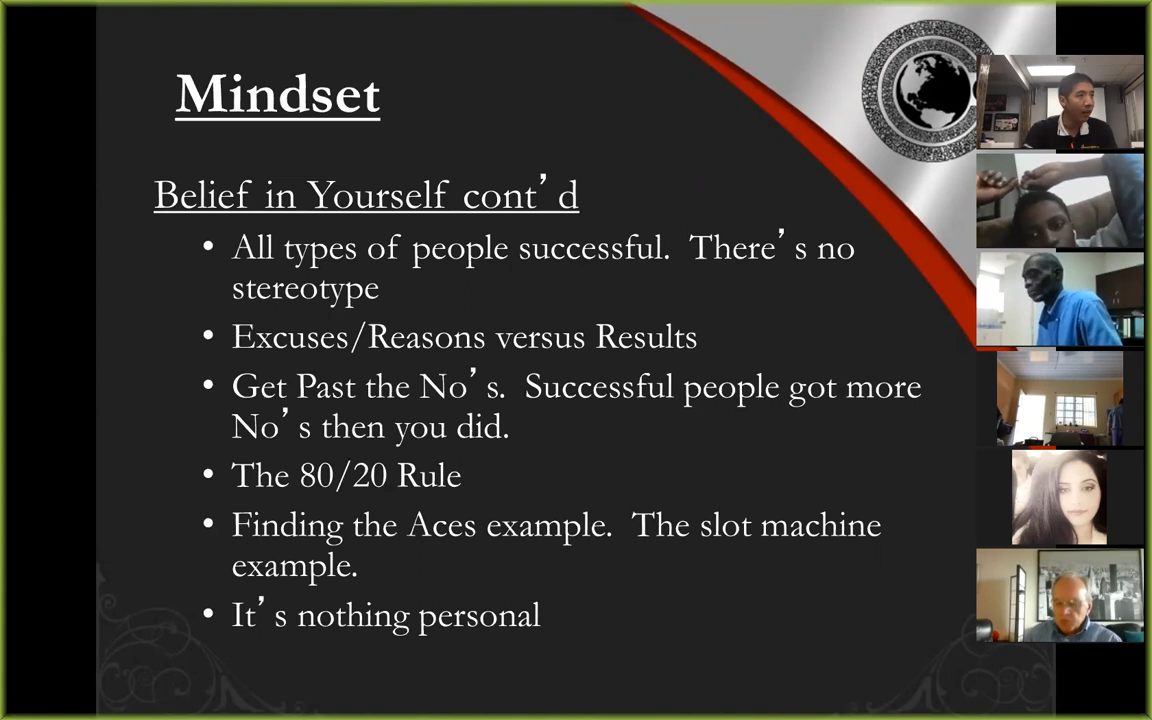 Mindset
Belief in Yourself cont’ d
• All types of people successful.  There’ s no
stereotype
• Excuses/Reasons versus Results
• Get Past the No’ s.  Successful people got more
No’ s then you did.
• The 80/20 Rule
• Finding the Aces example.  The slot machine
example.
• It’ s nothing personal